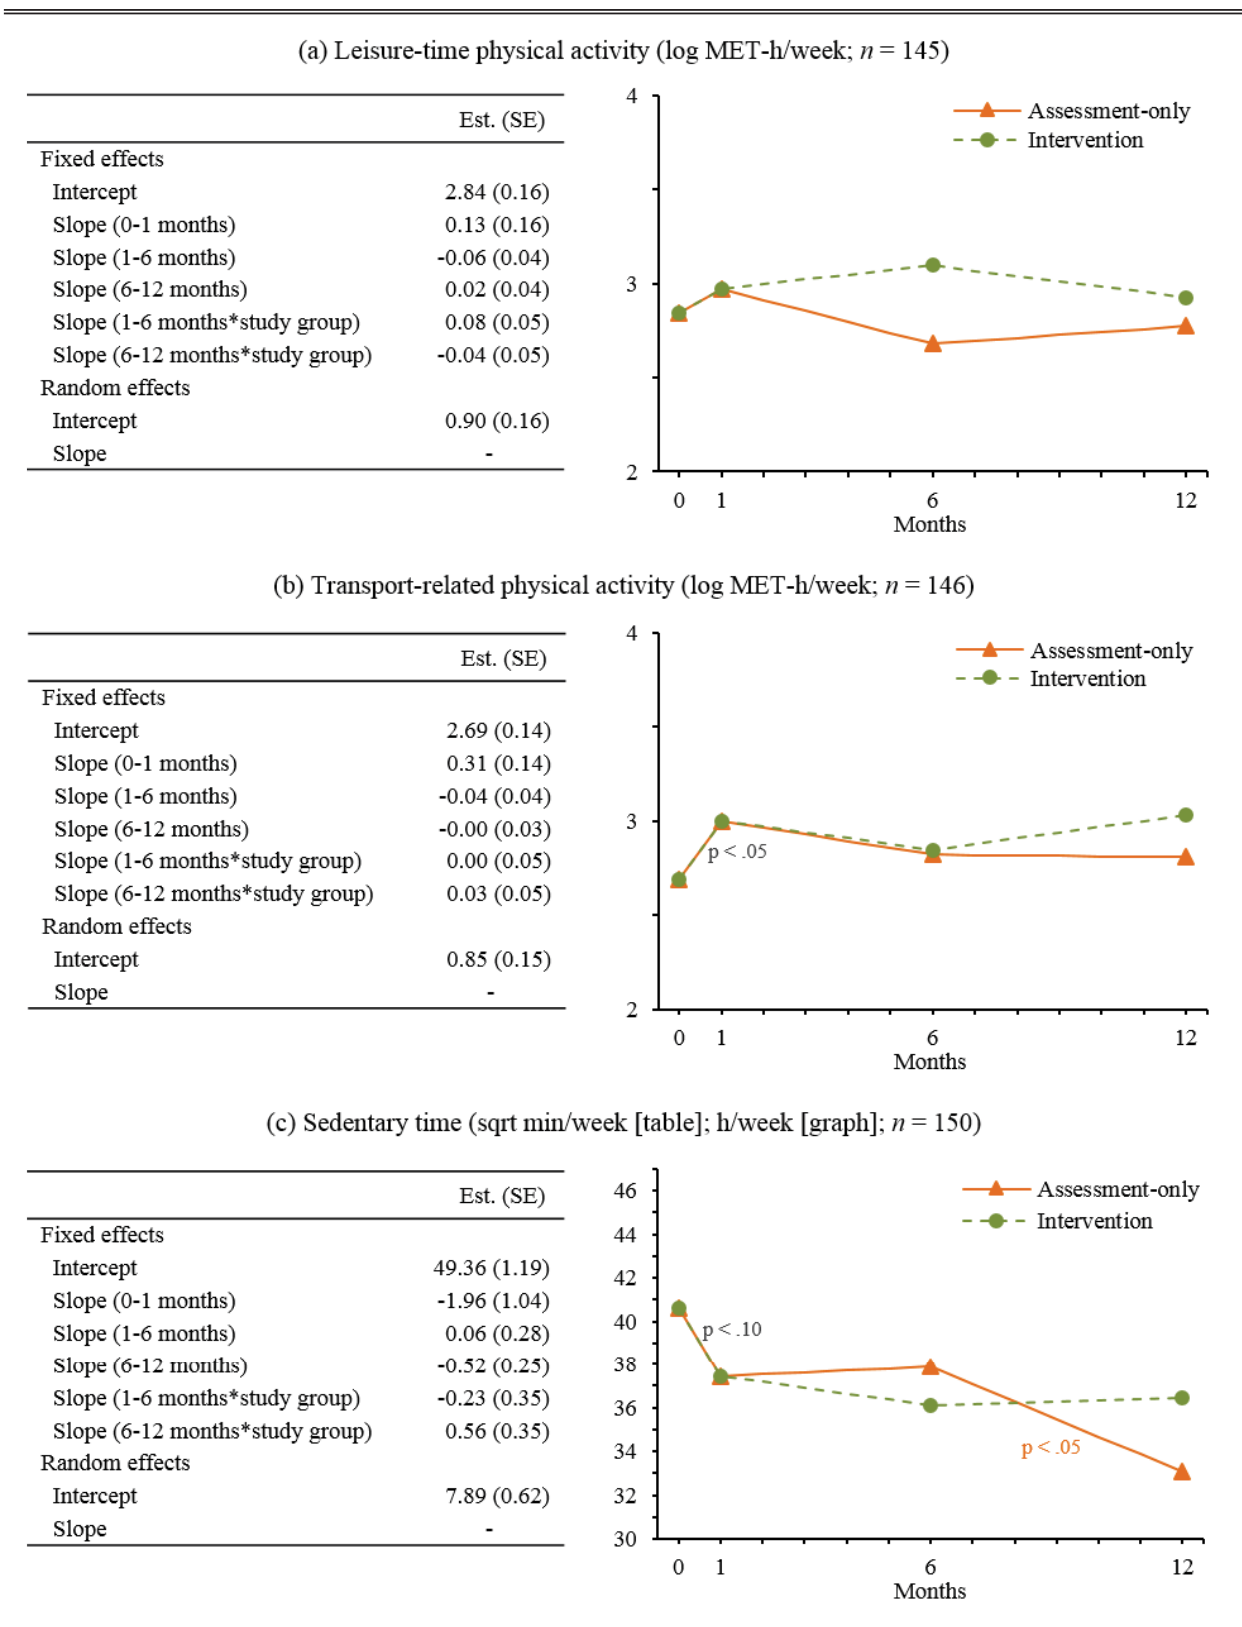 (a) Leisure-time physical activity (log MET-h/week; n = 145)
Est. (SE)
Fixed effects
Intercept 2.84 (0.16)
Slope (0-1 months) 0.13 (0.16)
Slope (1-6 months) -0.06 (0.04)
Slope (6-12 months) 0.02 (0.04)
Slope (1-6 months*study group) 0.08 (0.05)
Slope (6-12 months*study group) -0.04 (0.05)
Random effects
Intercept 0.90 (0.16)
Slope -
4
3
2
Assessment-only
Intervention
0 1 6 12
Months
(b) Transport-related physical activity (log MET-h/week; n = 146)
Est. (SE)
Fixed effects
Intercept 2.69 (0.14)
Slope (0-1 months) 0.31 (0.14)
Slope (1-6 months) -0.04 (0.04)
Slope (6-12 months) -0.00 (0.03)
Slope (1-6 months*study group) 0.00 (0.05)
Slope (6-12 months*study group) 0.03 (0.05)
Random effects
Intercept 0.85 (0.15)
Slope -
4
3
2
Assessment-only
Intervention
p < .05
0 1 6 12
Months
(c) Sedentary time (sqrt min/week [table]; h/week [graph]; n = 150)
Est. (SE)
Fixed effects
Intercept 49.36 (1.19)
Slope (0-1 months) -1.96 (1.04)
Slope (1-6 months) 0.06 (0.28)
Slope (6-12 months) -0.52 (0.25)
Slope (1-6 months*study group) -0.23 (0.35)
Slope (6-12 months*study group) 0.56 (0.35)
Random effects
Intercept 7.89 (0.62)
Slope -
46
44
42
40
38
36
34
32
30
Assessment-only
Intervention
p < .10
p < .05
0 1 6 12
Months